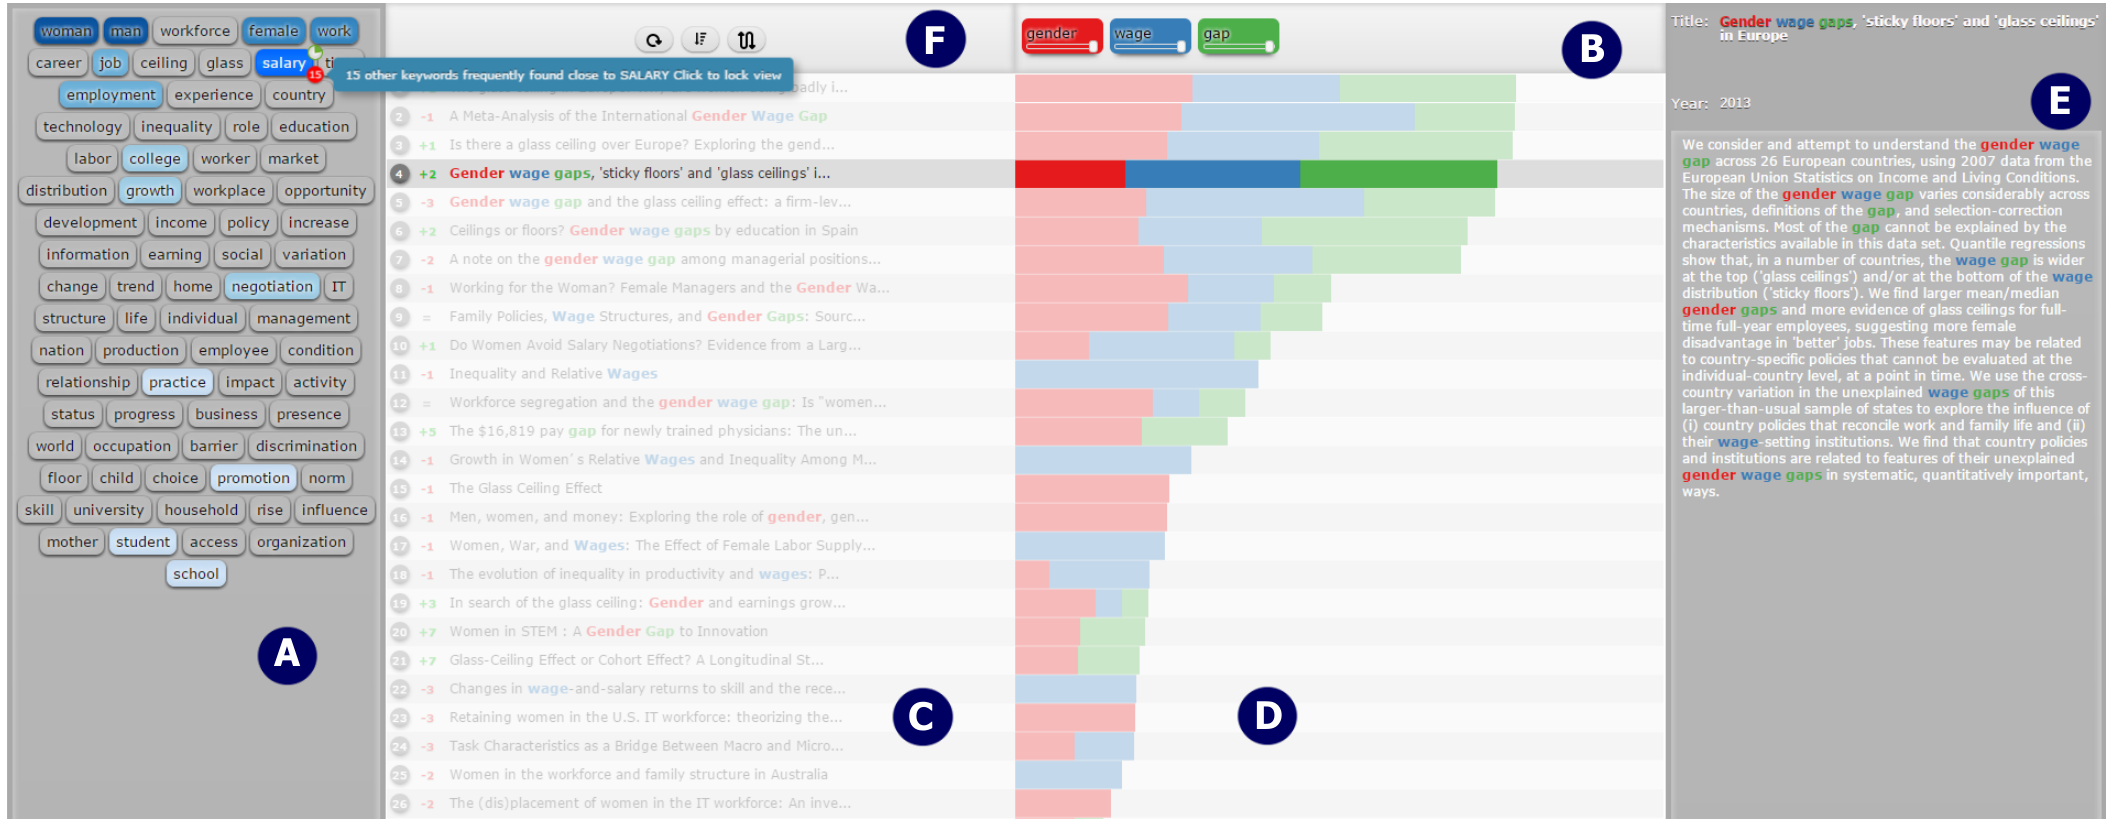 woman man workforce female work
career job ceiling glass salary
15
15 other keywords frequently found close to SALARY Click to lock view
employment experience country
technology inequality role education
labor college worker market
distribution growth workplace opportunity
development income policy increase
information earning social variation
change trend home negotiation IT
structure life individual management
nation production employee condition
relationship practice impact activity
status progress business presence
world occupation barrier discrimination
floor child choice promotion norm
skill university household rise influence
mother student access organization
school
A
F
gender wage gap
B
2 -1 A Meta-Analysis of the International Gender Wage Gap
3 +1 Is there a glass ceiling over Europe? Exploring the gend...
4 +2 Gender wage gaps, 'sticky floors' and 'glass ceilings' i...
5 -3 Gender wage gap and the glass ceiling effect: a firm-lev...
6 +2 Ceilings or floors? Gender wage gaps by education in Spain
7 -2 A note on the gender wage gap among managerial positions...
8 -1 Working for the Woman? Female Managers and the Gender Wa...
9 = Family Policies, Wage Structures, and Gender Gaps: Sourc...
10 +1 Do Women Avoid Salary Negotiations? Evidence from a Larg...
11 -1 Inequality and Relative Wages
12 = Workforce segregation and the gender wage gap: Is "women...
13 +5 The $16,819 pay gap for newly trained physicians: The un...
14 -1 Growth in Women's Relative Wages and Inequality Among M...
15 -1 The Glass Ceiling Effect
16 -1 Men, women, and money: Exploring the role of gender, gen...
17 -1 Women, War, and Wages: The Effect of Female Labor Supply...
18 -1 The evolution of inequality in productivity and wages: P...
19 +3 In search of the glass ceiling: Gender and earnings grow...
20 +7 Women in STEM : A Gender Gap to Innovation
21 +7 Glass-Ceiling Effect or Cohort Effect? A Longitudinal St...
22 -3 Changes in wage-and-salary returns to skill and the rece...
23 -3 Retaining women in the U.S. IT workforce: theorizing the...
24 -3 Task Characteristics as a Bridge Between Macro and Micro...
25 -2 Women in the workforce and family structure in Australia
26 -2 The (dis)placement of women in the IT workforce: An inve...
C
D
Title: Gender wage gaps, 'sticky floors' and 'glass ceilings'
in Europe
Year: 2013
E
We consider and attempt to understand the gender wage
gap across 26 European countries, using 2007 data from the
European Union Statistics on Income and Living Conditions.
The size of the gender wage gap varies considerably across
countries, definitions of the gap, and selection-correction
mechanisms. Most of the gap cannot be explained by the
characteristics available in this data set. Quantile regressions
show that, in a number of countries, the wage gap is wider
at the top ('glass ceilings') and/or at the bottom of the wage
distribution ('sticky floors'). We find larger mean/median
gender gaps and more evidence of glass ceilings for full-
time full-year employees, suggesting more female
disadvantage in 'better' jobs. These features may be related
to country-specific policies that cannot be evaluated at the
individual-country level, at a point in time. We use the cross-
country variation in the unexplained wage gaps of this
larger-than-usual sample of states to explore the influence of
(i) country policies that reconcile work and family life and (ii)
their wage-setting institutions. We find that country policies
and institutions are related to features of their unexplained
gender wage gaps in systematic, quantitatively important,
ways.